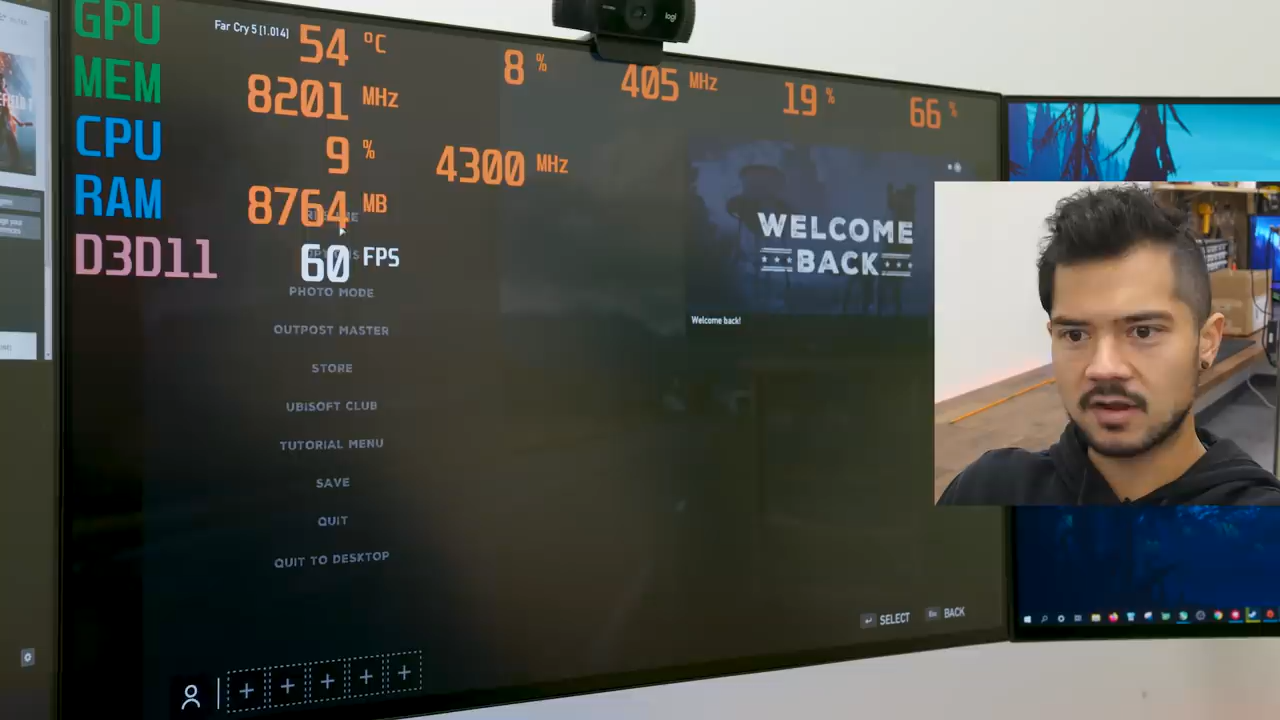 GPU
Far Cry 5 [1.014]
54 °C
8 %
405 MHz
19 %
66 %
MEM
8201 MHz
CPU
9 %
4300 MHz
RAM
8764 MB
D3D11
60 FPS
PHOTO MODE
OUTPOST MASTER
STORE
UBISOFT CLUB
TUTORIAL MENU
SAVE
QUIT
QUIT TO DESKTOP
WELCOME
BACK
Welcome back!
SELECT
Esc BACK
logi